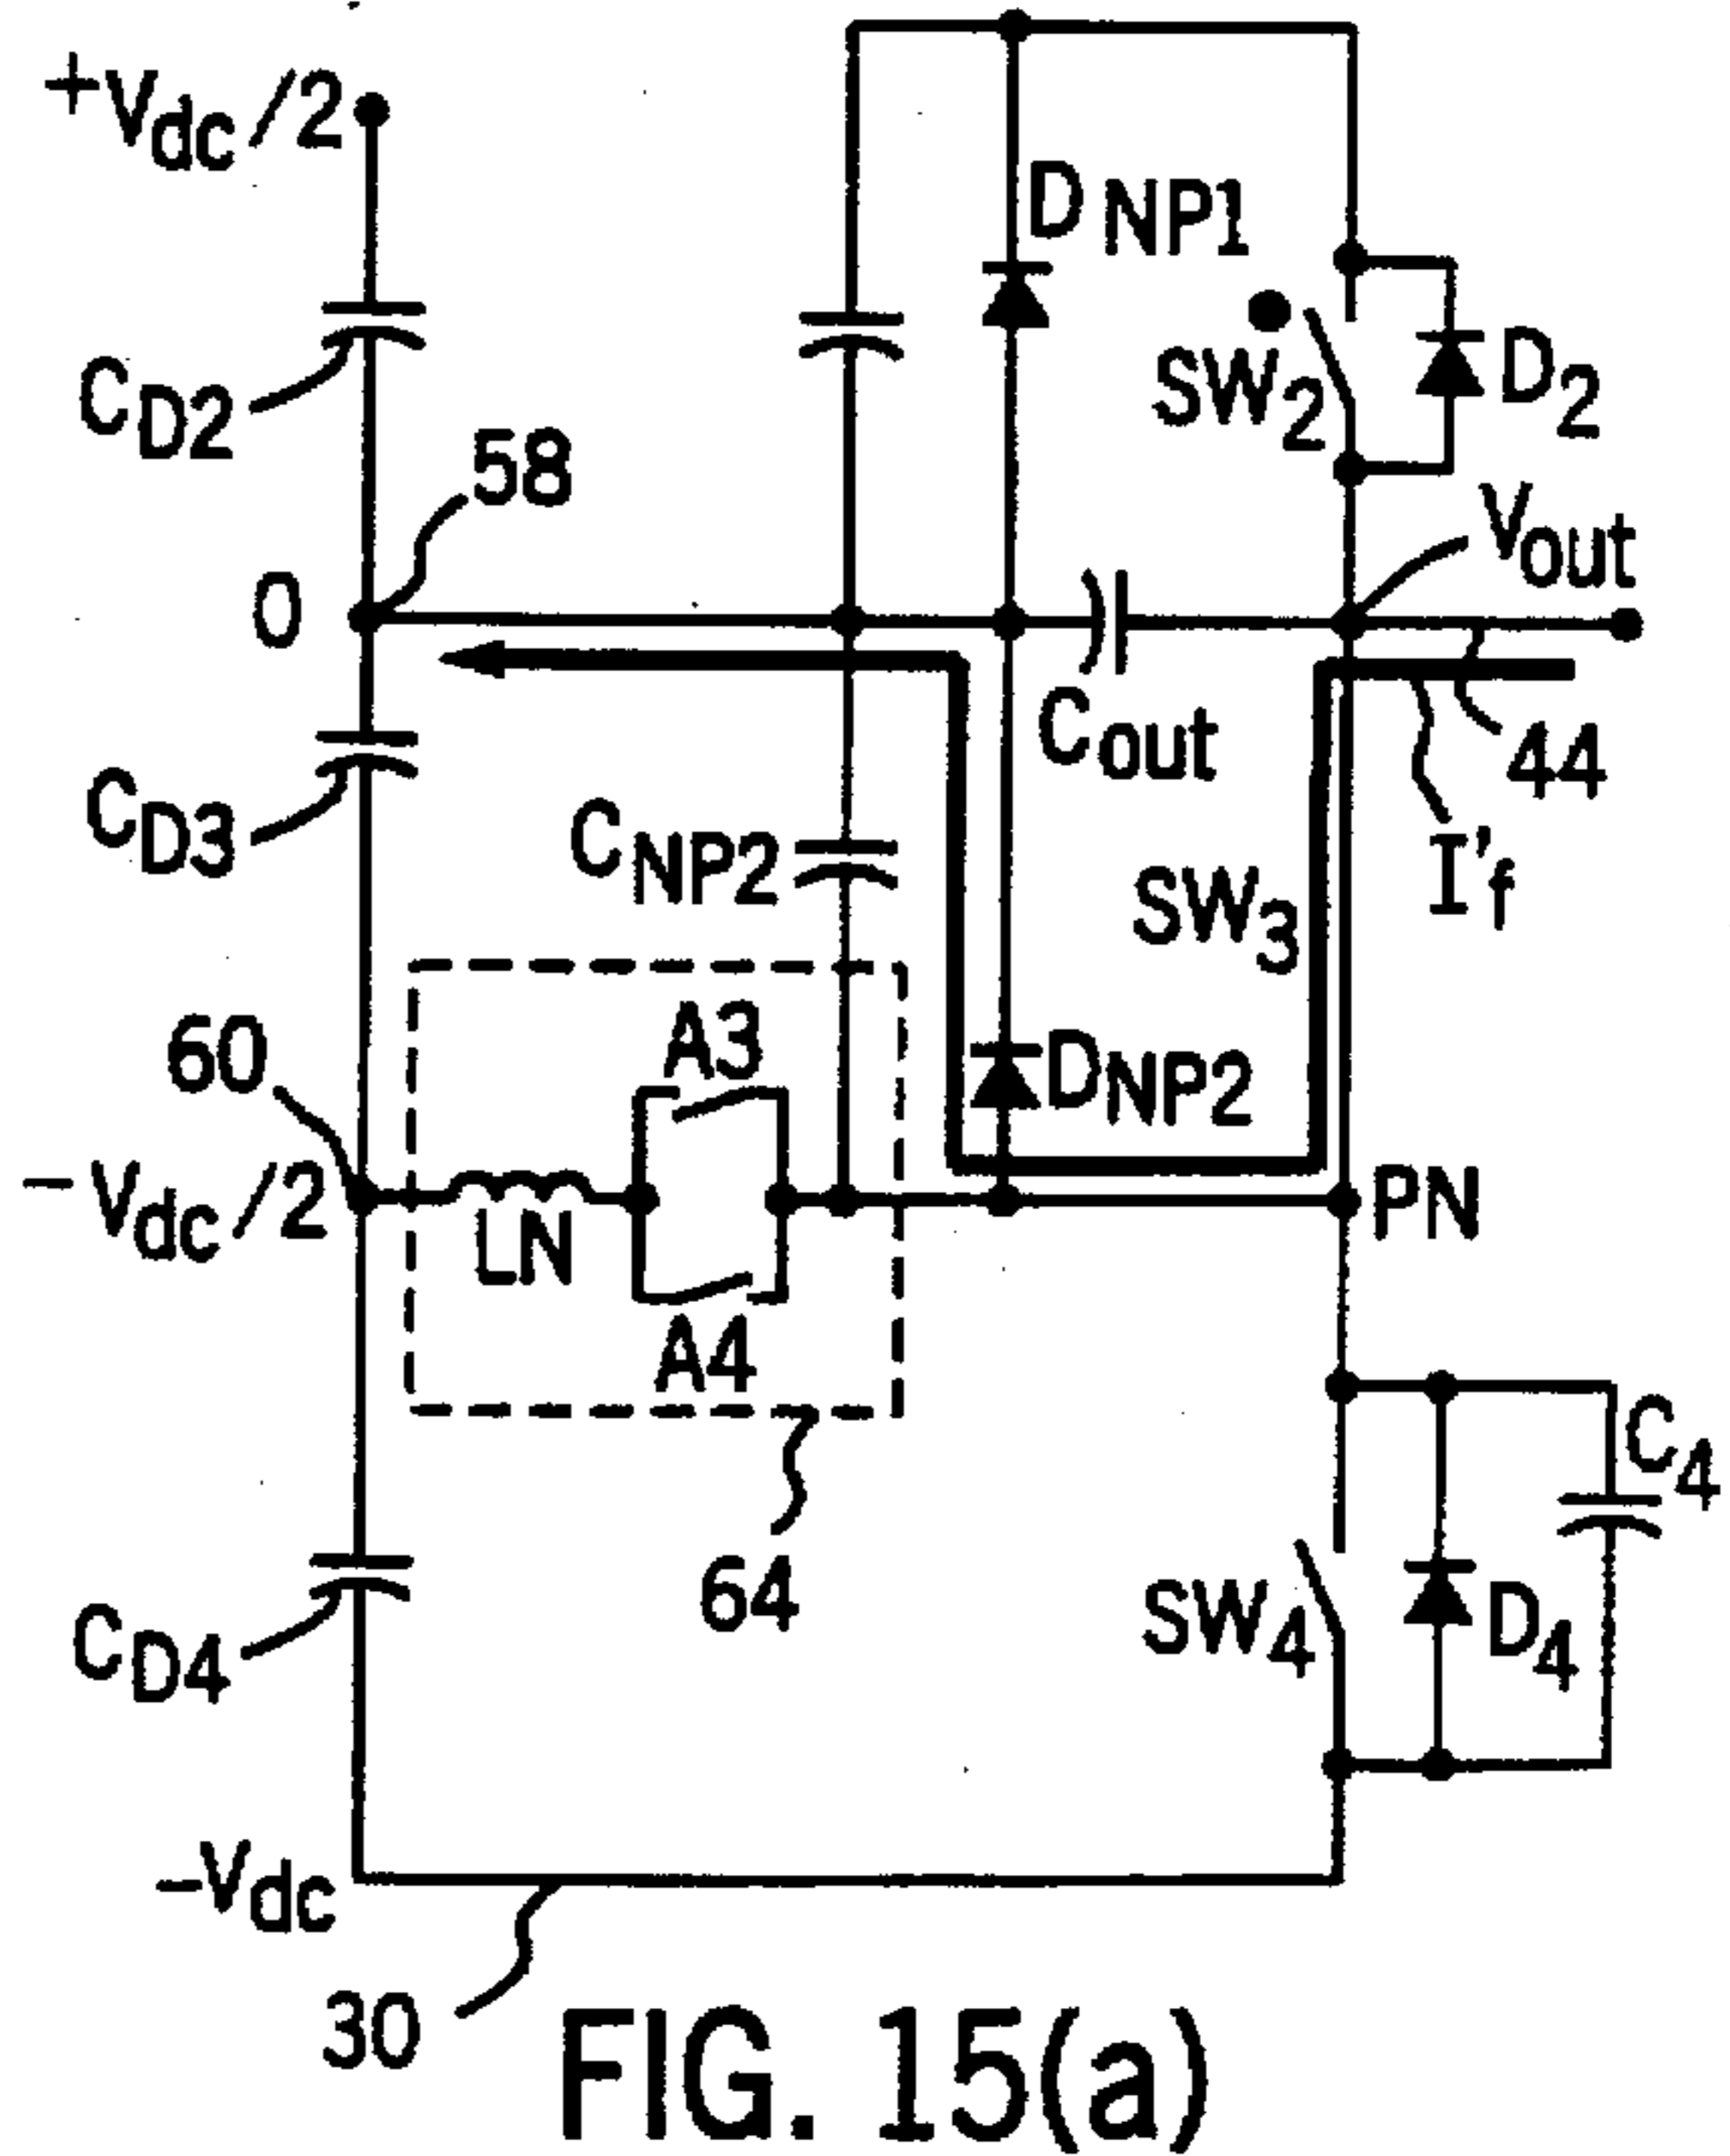 +Vdc/2
DNP1
SW2
D2
CD2
58
Vout
0
Cout
44
CD3
CNP2
SW3
I'f
A3
60
DNP2
-Vdc/2
LN
PN
A4
C4
64
SW4
D4
CD4
-Vdc
30
FIG. 15(a)